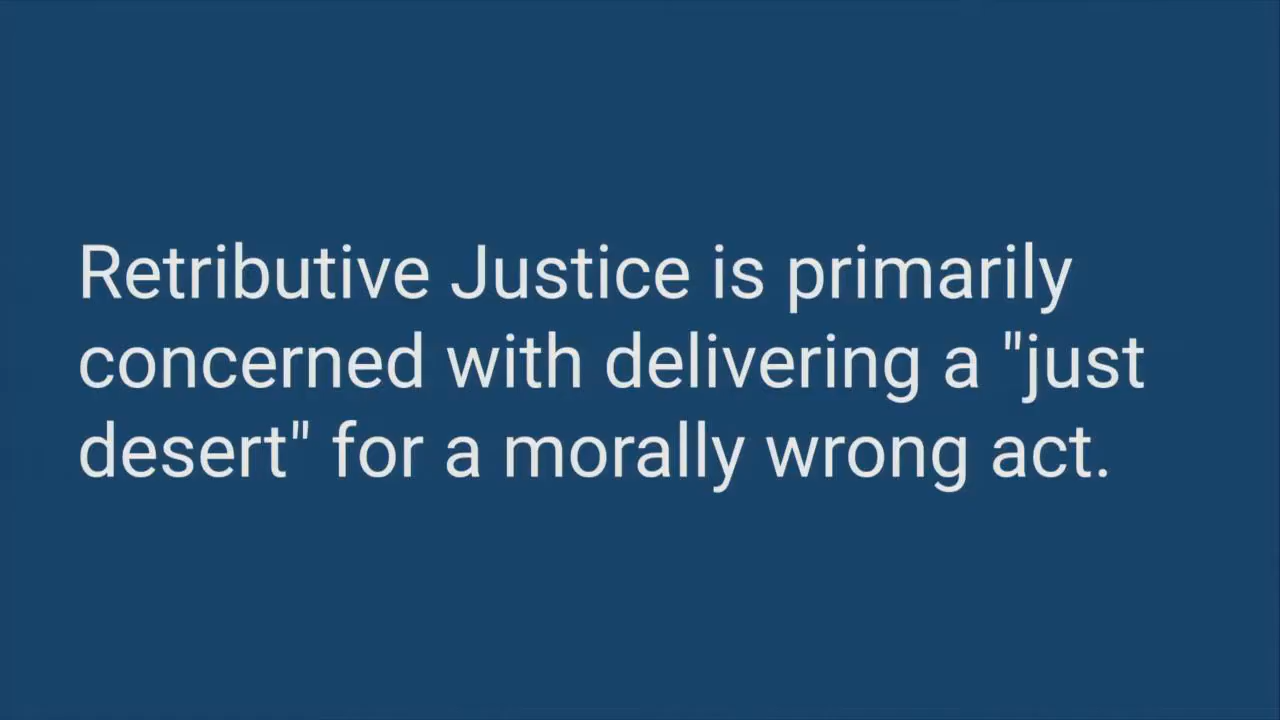 Retributive Justice is primarily
concerned with delivering a "just
desert" for a morally wrong act.